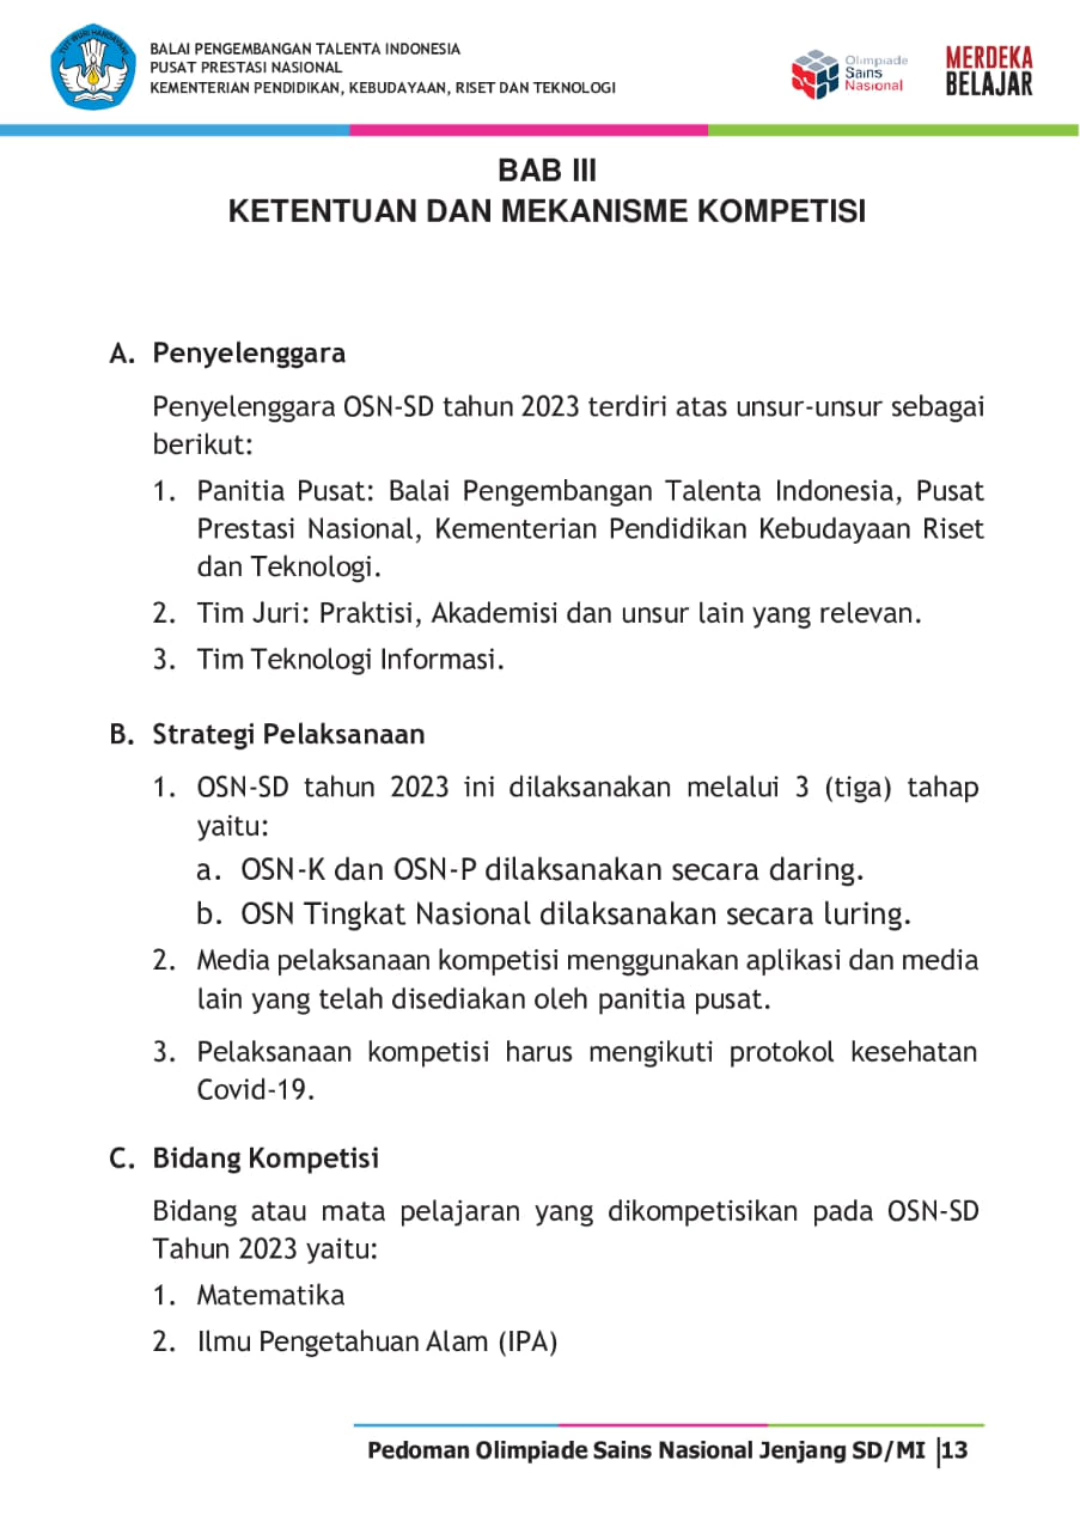 TUT WURI HANDAYANI
BALAI PENGEMBANGAN TALENTA INDONESIA
PUSAT PRESTASI NASIONAL
KEMENTERIAN PENDIDIKAN, KEBUDAYAAN, RISET DAN TEKNOLOGI
Olimpiade
Sains
Nasional
MERDEKA
BELAJAR
BAB III
KETENTUAN DAN MEKANISME KOMPETISI
A. Penyelenggara
Penyelenggara OSN-SD tahun 2023 terdiri atas unsur-unsur sebagai
berikut:
1. Panitia Pusat: Balai Pengembangan Talenta Indonesia, Pusat
Prestasi Nasional, Kementerian Pendidikan Kebudayaan Riset
dan Teknologi.
2. Tim Juri: Praktisi, Akademisi dan unsur lain yang relevan.
3. Tim Teknologi Informasi.
B. Strategi Pelaksanaan
1. OSN-SD tahun 2023 ini dilaksanakan melalui 3 (tiga) tahap
yaitu:
a. OSN-K dan OSN-P dilaksanakan secara daring.
b. OSN Tingkat Nasional dilaksanakan secara luring.
2. Media pelaksanaan kompetisi menggunakan aplikasi dan media
lain yang telah disediakan oleh panitia pusat.
3. Pelaksanaan kompetisi harus mengikuti protokol kesehatan
Covid-19.
C. Bidang Kompetisi
Bidang atau mata pelajaran yang dikompetisikan pada OSN-SD
Tahun 2023 yaitu:
1. Matematika
2. Ilmu Pengetahuan Alam (IPA)
Pedoman Olimpiade Sains Nasional Jenjang SD/MI |13